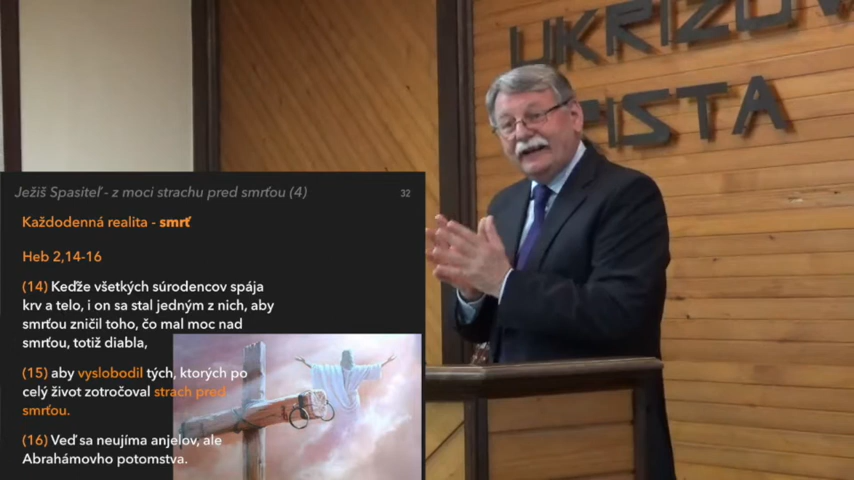 UKRIŽOV
ISTA
Ježiš Spasiteľ - z moci strachu pred smrťou (4) 32
Každodenná realita - smrť
Heb 2,14-16
(14) Keďže všetkých súrodencov spája
krv a telo, i on sa stal jedným z nich, aby
smrťou zničil toho, čo mal moc nad
smrťou, totiž diabla,
(15) aby vyslobodil tých, ktorých po
celý život zotročoval strach pred
smrťou.
(16) Veď sa neujíma anjelov, ale
Abrahámovho potomstva.